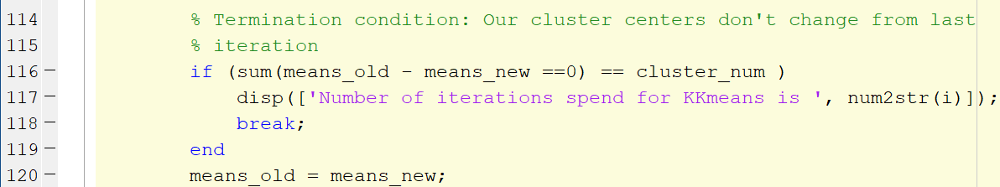 114 % Termination condition: Our cluster centers don't change from last
115 % iteration
116 — if (sum(means_old - means_new ==0) == cluster_num )
117 — disp(['Number of iterations spend for KKmeans is ', num2str(i)]);
118 — break;
119 — end
120 — means_old = means_new;